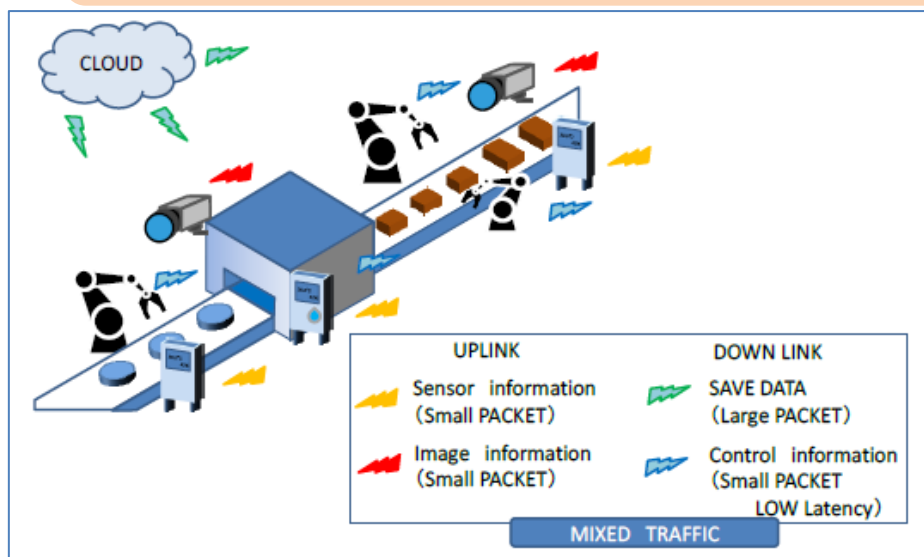 CLOUD
UPLINK
Sensor information
(Small PACKET)
Image information
(Small PACKET)
DOWN LINK
SAVE DATA
(Large PACKET)
Control information
(Small PACKET
LOW Latency)
MIXED TRAFFIC